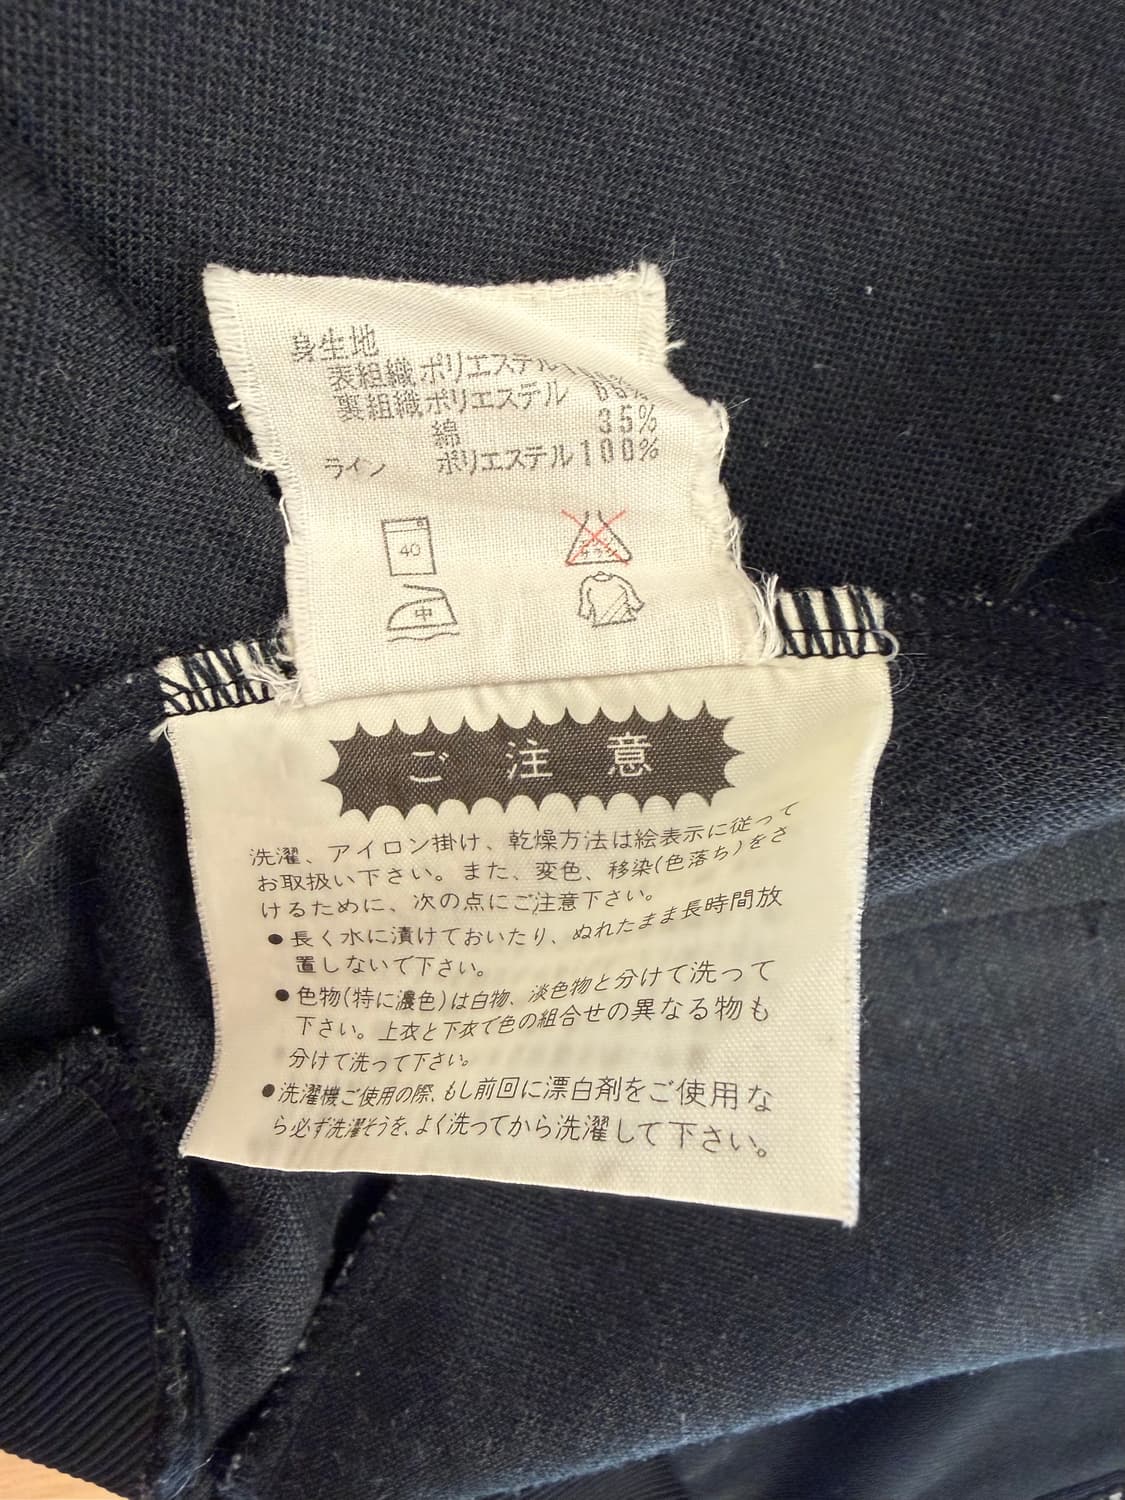 身生地
表組織 ポリエステル
裏組織 ポリエステル 65%
綿 35%
ライン ポリエステル 100%
40
中
ご注意
洗濯、アイロン掛け、乾燥方法は絵表示に従って
お取扱い下さい。また、変色、移染(色落ち)をさ
けるために、次の点にご注意下さい。
●長く水に漬けておいたり、ぬれたまま長時間放
置しないで下さい。
●色物(特に濃色)は白物、淡色物と分けて洗って
下さい。上衣と下衣で色の組合せの異なる物も
分けて洗って下さい。
●洗濯機ご使用の際、もし前回に漂白剤をご使用な
ら必ず洗濯そうを、よく洗ってから洗濯して下さい。